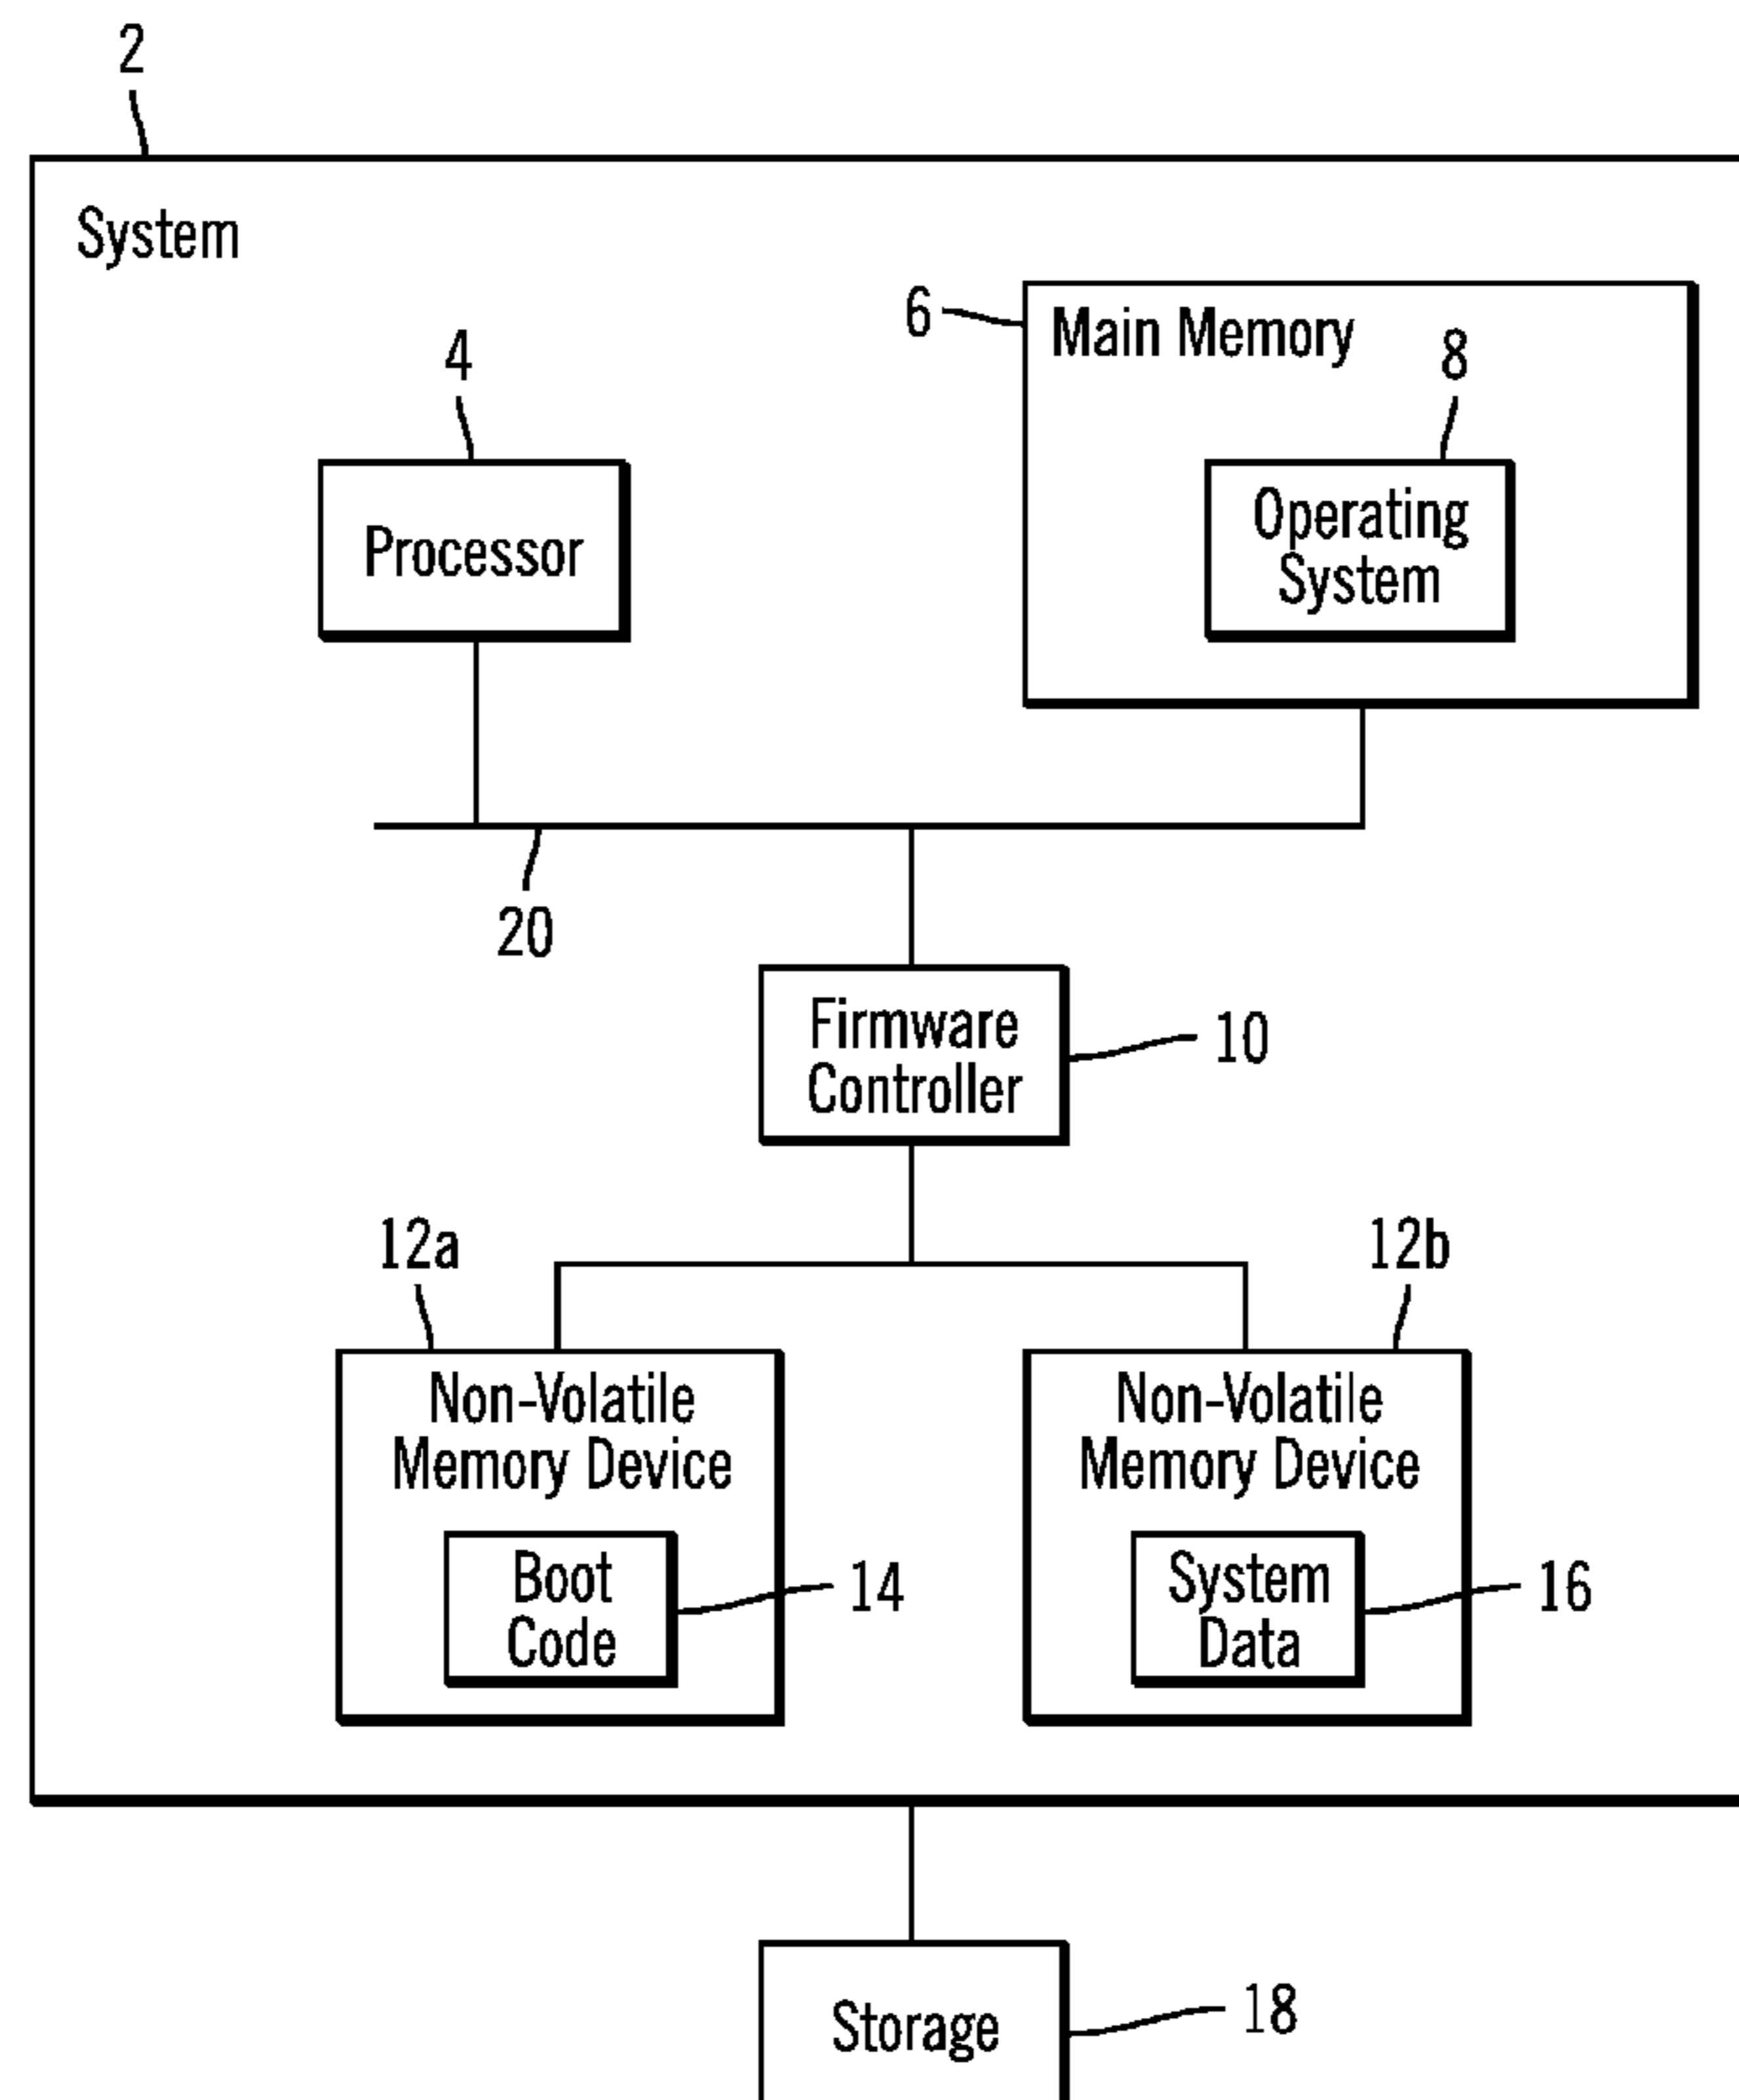 2
System
6
Main Memory
4
8
Processor
Operating
System
20
Firmware
Controller
10
12a
12b
Non-Volatile
Memory Device
Non-Volatile
Memory Device
Boot
Code
14
System
Data
16
Storage
18